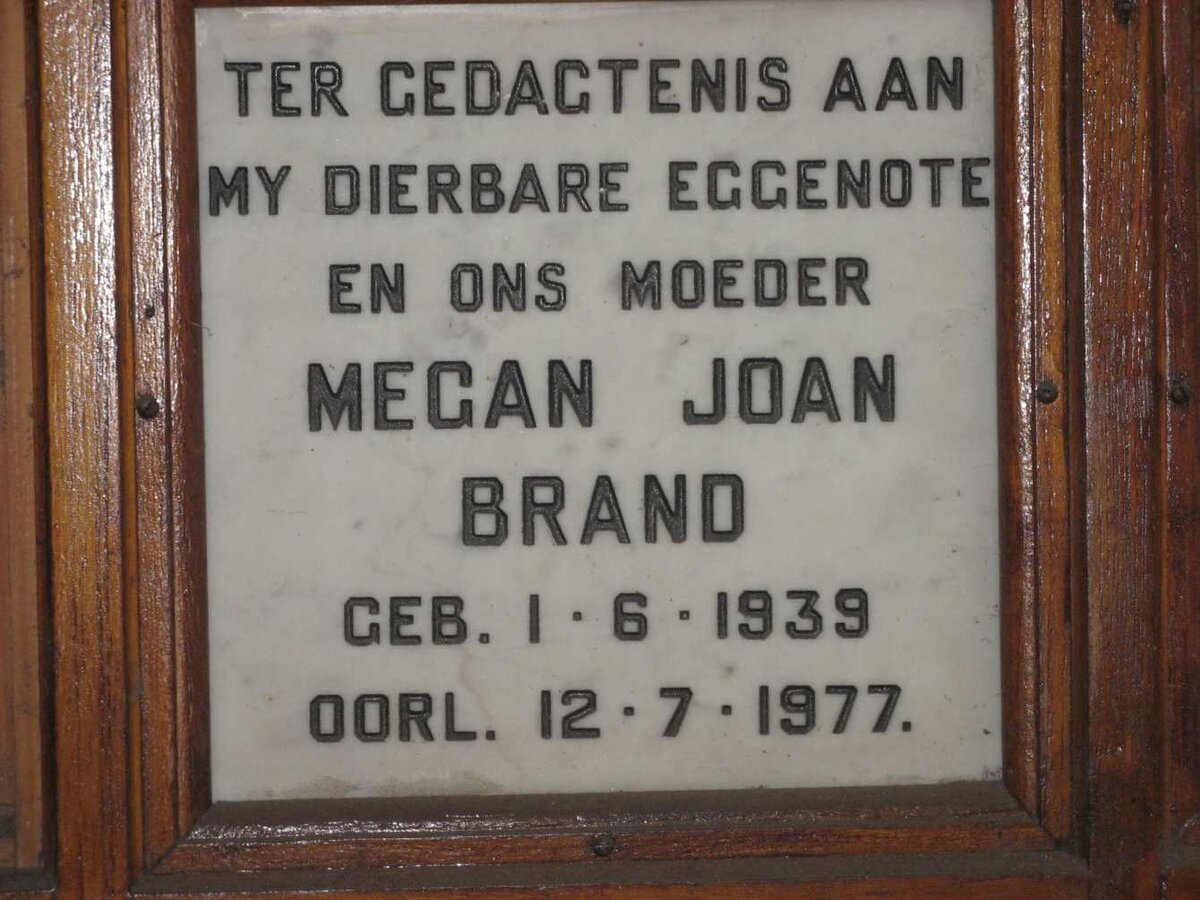 TER GEDAGTENIS AAN
MY DIERBARE EGGENOTE
EN ONS MOEDER
MEGAN JOAN
BRAND
GEB. 1·6·1939
OORL. 12·7·1977.